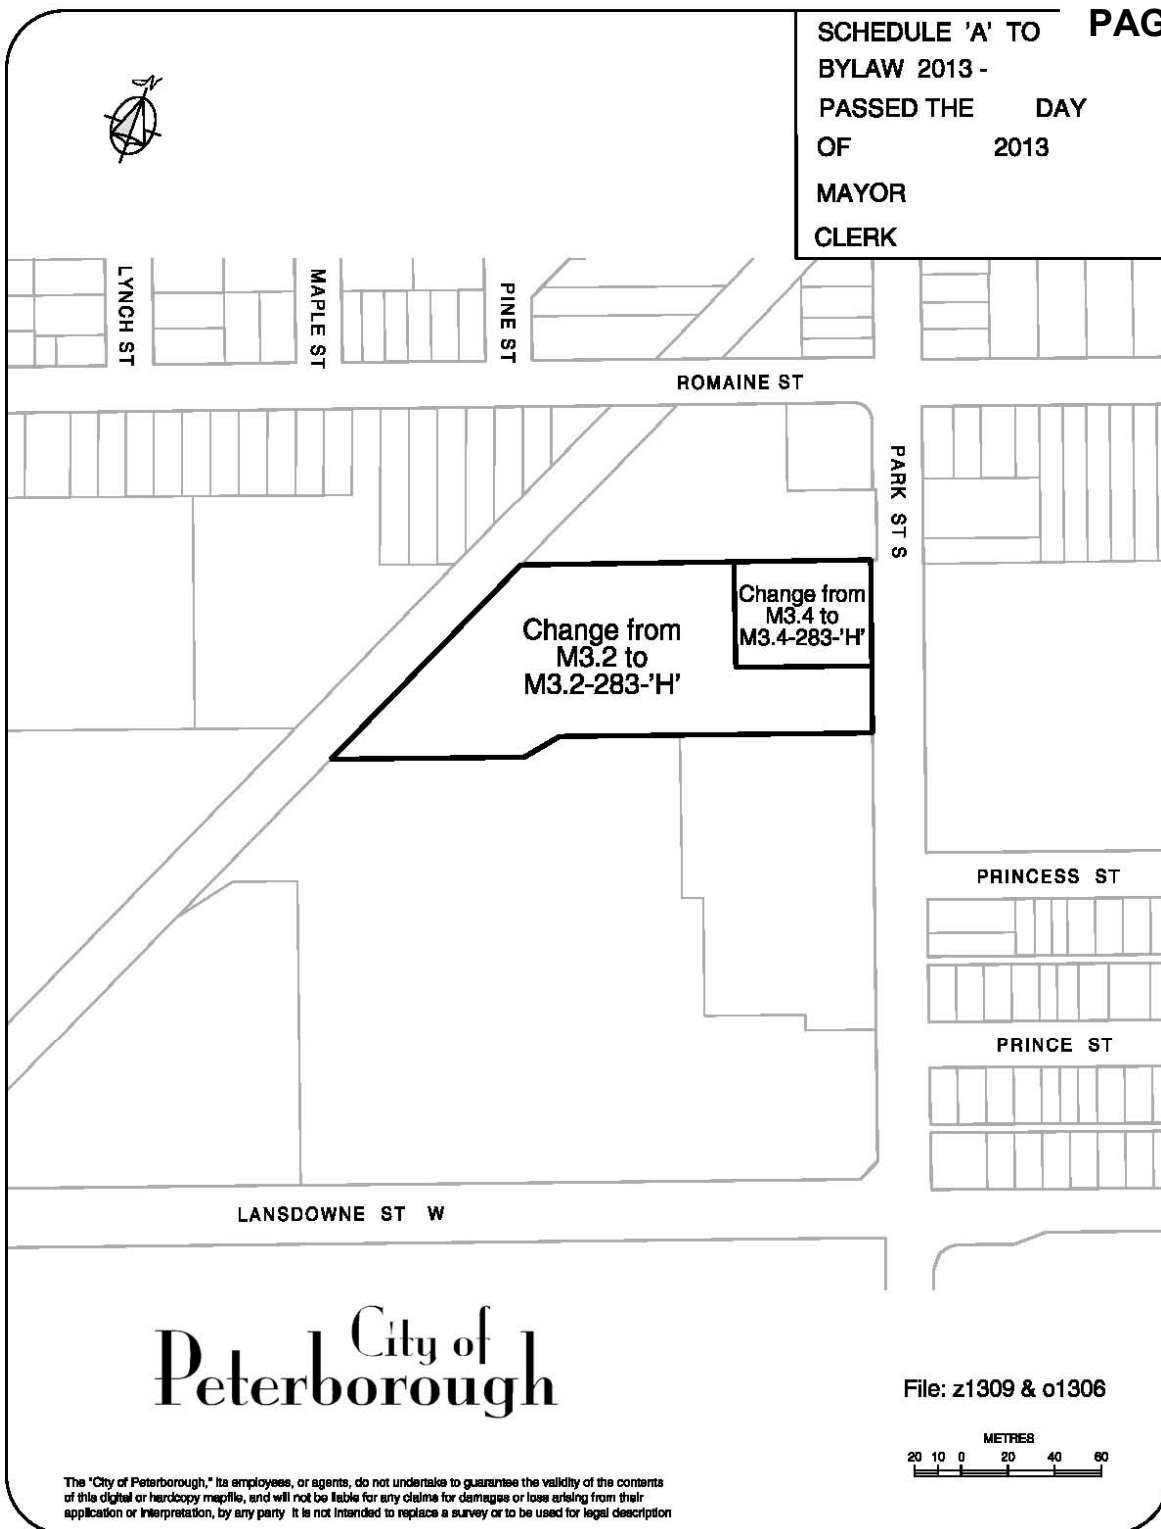 SCHEDULE 'A' TO
PAG
BYLAW 2013 -
PASSED THE DAY
OF 2013
MAYOR
CLERK
N
LYNCH ST
MAPLE ST
PINE ST
ROMAINE ST
PARK ST S
Change from
M3.4 to
M3.4-283-'H'
Change from
M3.2 to
M3.2-283-'H'
PRINCESS ST
PRINCE ST
LANSDOWNE ST W
City of
Peterborough
File: z1309 & o1306
METRES
20 10 0 20 40 60
The "City of Peterborough," its employees, or agents, do not undertake to guarantee the validity of the contents
of this digital or hardcopy mapfile, and will not be liable for any claims for damages or loss arising from their
application or interpretation, by any party It is not intended to replace a survey or to be used for legal description